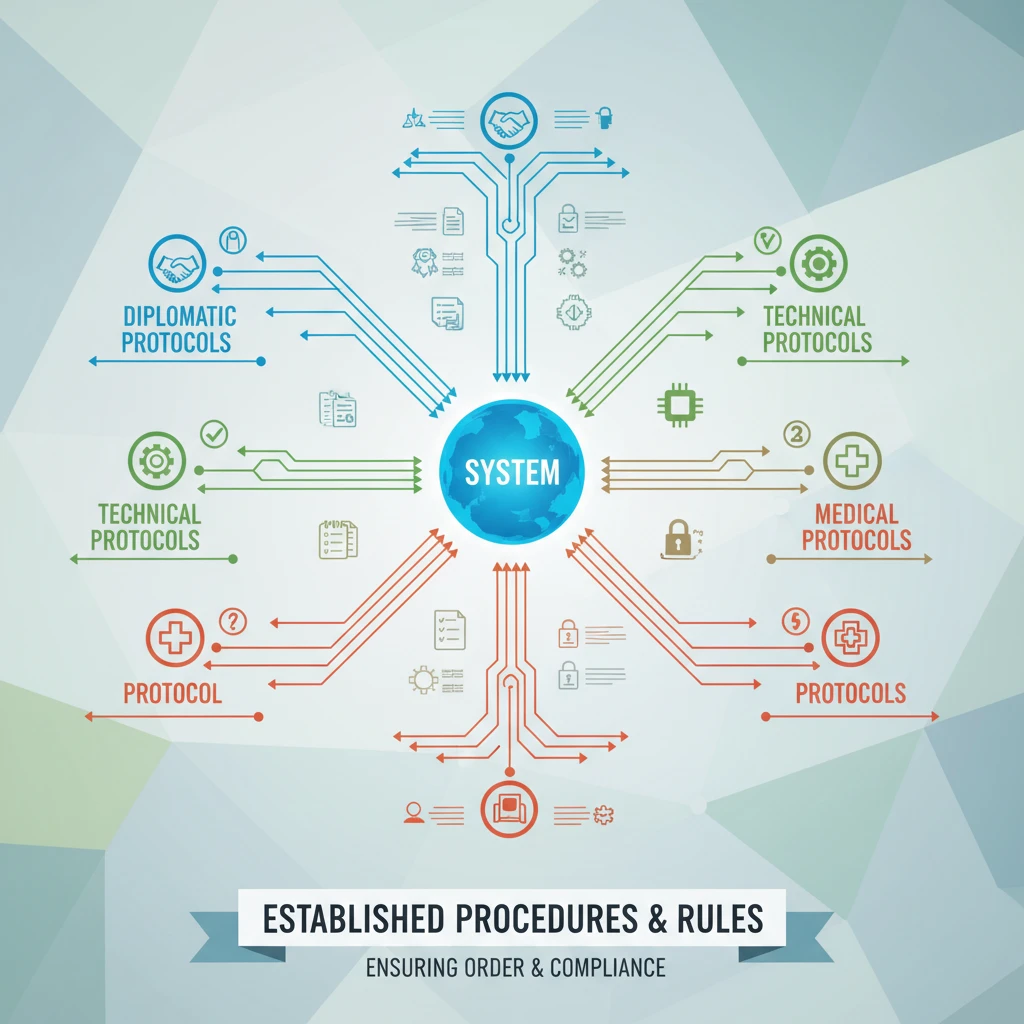 DIPLOMATIC
PROTOCOLS
TECHNICAL
PROTOCOLS
SYSTEM
TECHNICAL
PROTOCOLS
2
MEDICAL
PROTOCOLS
?
PROTOCOL
5
PROTOCOLS
ESTABLISHED PROCEDURES & RULES
ENSURING ORDER & COMPLIANCE